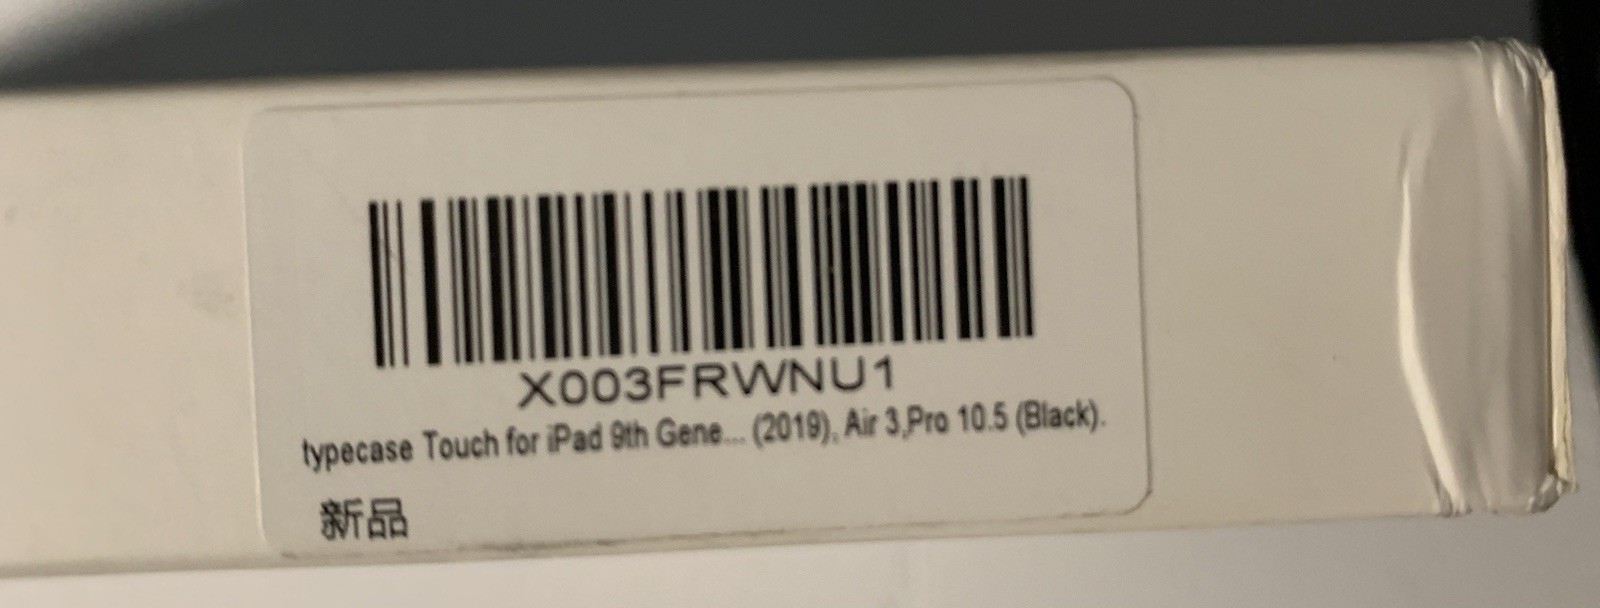 X003FRWNU1
typecase Touch for iPad 9th Gene... (2019), Air 3,Pro 10.5 (Black).
新品